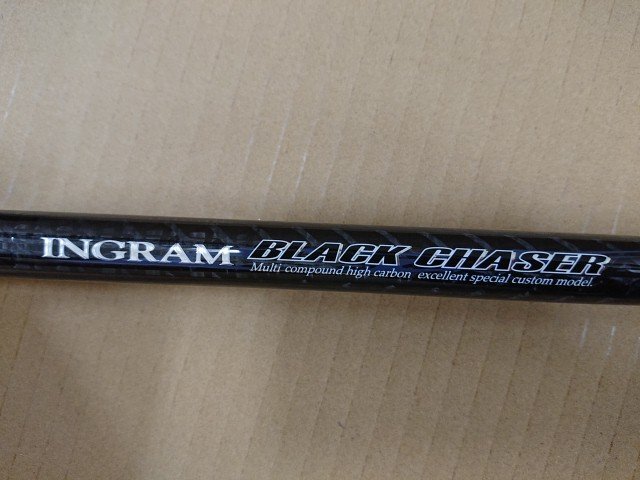 INGRAM BLACK CHASER
Multi compound high carbon excellent special custom model.